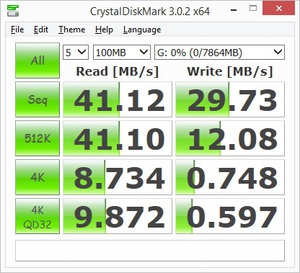 CrystalDiskMark 3.0.2 x64
File Edit Theme Help Language
All 5 100MB G: 0% (0/7864MB)
Read [MB/s] Write [MB/s]
Seq 41.12 29.73
512K 41.10 12.08
4K 8.734 0.748
4K QD32 9.872 0.597